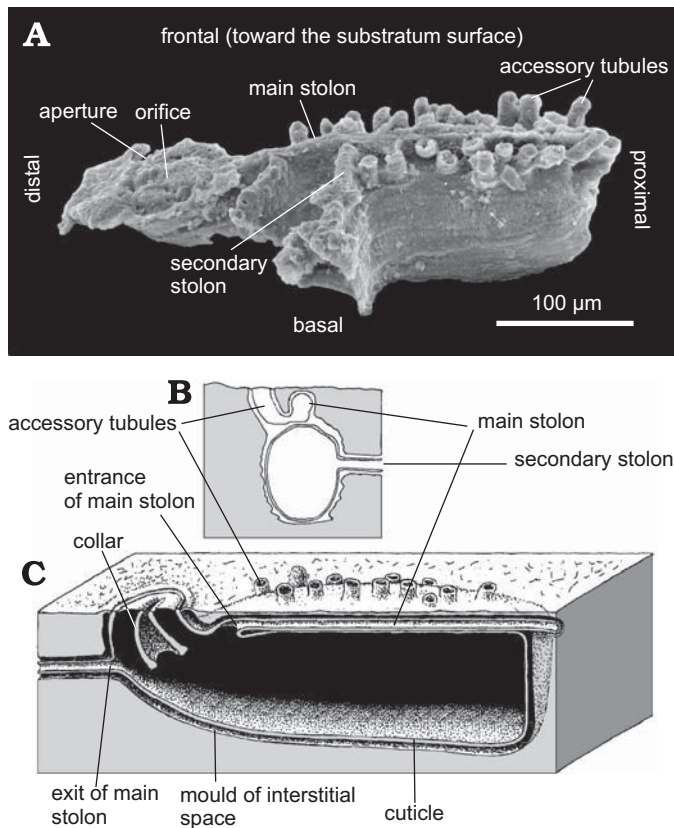 A
frontal (toward the substratum surface)
accessory tubules
main stolon
aperture
orifice
distal
proximal
secondary
stolon
100 µm
basal
B
accessory tubules
main stolon
secondary stolon
entrance
of main stolon
collar
C
exit of main
stolon
mould of interstitial
space
cuticle